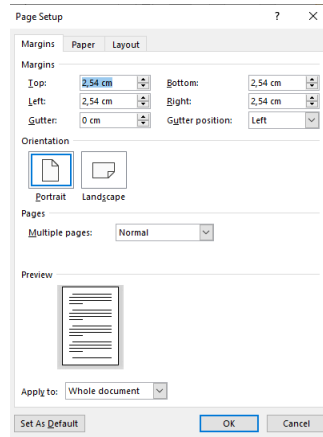 Page Setup ? ×
Margins Paper Layout
Margins
Top: 2,54 cm Bottom: 2,54 cm
Left: 2,54 cm Right: 2,54 cm
Gutter: 0 cm Gutter position: Left
Orientation
Portrait Landscape
Pages
Multiple pages: Normal
Preview
Apply to: Whole document
Set As Default OK Cancel